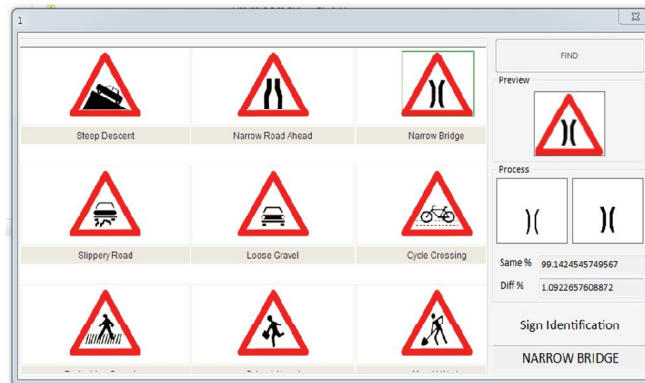 1
FIND
Preview
Steep Descent
Narrow Road Ahead
Narrow Bridge
Process
Slippery Road
Loose Gravel
Cycle Crossing
Same %
99.1424545749567
Diff %
1.0922657608872
Sign Identification
NARROW BRIDGE